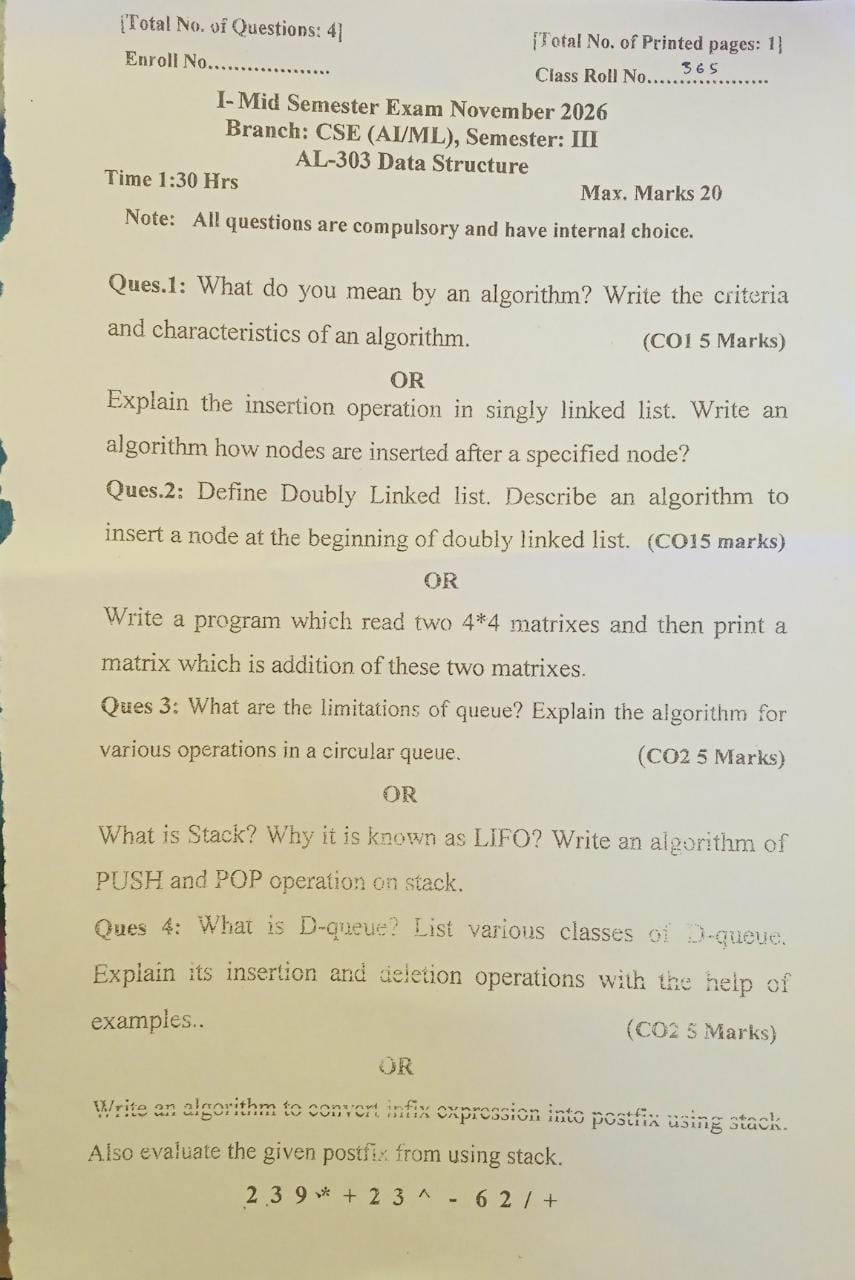 [Total No. of Questions: 4]
[Total No. of Printed pages: 1]
Enroll No...................
Class Roll No.....365..........
I- Mid Semester Exam November 2026
Branch: CSE (AI/ML), Semester: III
AL-303 Data Structure
Time 1:30 Hrs
Max. Marks 20
Note: All questions are compulsory and have internal choice.
Ques.1: What do you mean by an algorithm? Write the criteria
and characteristics of an algorithm. (CO1 5 Marks)
OR
Explain the insertion operation in singly linked list. Write an
algorithm how nodes are inserted after a specified node?
Ques.2: Define Doubly Linked list. Describe an algorithm to
insert a node at the beginning of doubly linked list. (CO15 marks)
OR
Write a program which read two 4*4 matrixes and then print a
matrix which is addition of these two matrixes.
Ques 3: What are the limitations of queue? Explain the algorithm for
various operations in a circular queue. (CO2 5 Marks)
OR
What is Stack? Why it is known as LIFO? Write an algorithm of
PUSH and POP operation on stack.
Ques 4: What is D-queue? List various classes of D-queue.
Explain its insertion and deletion operations with the help of
examples.. (CO2 5 Marks)
OR
Write an algorithm to convert infix expression into postfix using stack.
Also evaluate the given postfix from using stack.
2 3 9 * + 2 3 ^ - 6 2 / +